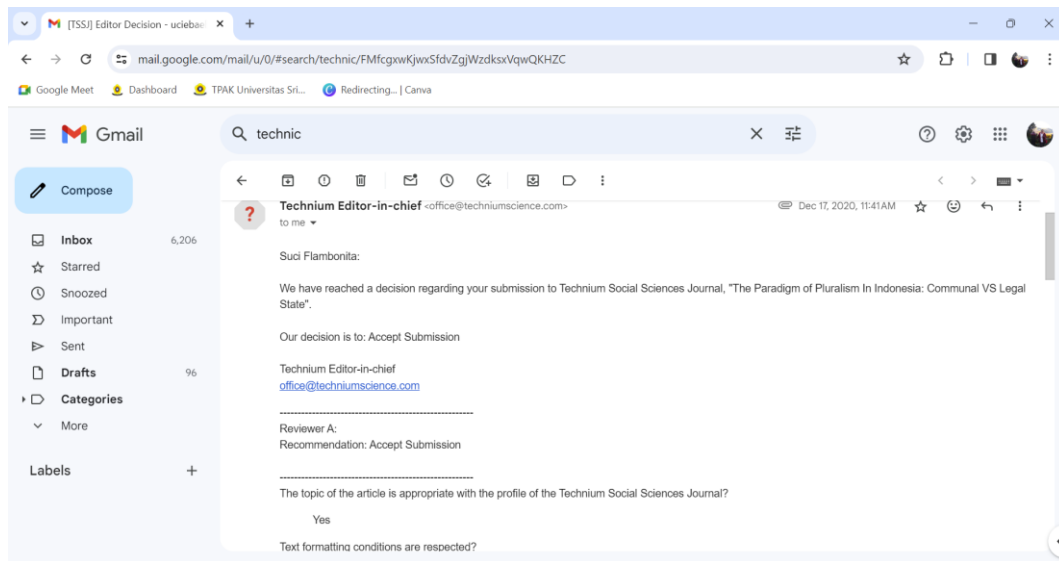 [TSSJ] Editor Decision - uciebae
mail.google.com/mail/u/0/#search/technic/FMfcgxwKjwxSfdvZgjWzdksxVqwQKHZC
Google Meet Dashboard TPAK Universitas Sri... Redirecting... | Canva
Gmail
technic
Compose
Inbox 6,206
Starred
Snoozed
Important
Sent
Drafts 96
Categories
More
Labels
Technium Editor-in-chief <office@techniumscience.com> Dec 17, 2020, 11:41 AM
to me
Suci Flambonita:
We have reached a decision regarding your submission to Technium Social Sciences Journal, "The Paradigm of Pluralism In Indonesia: Communal VS Legal
State".
Our decision is to: Accept Submission
Technium Editor-in-chief
office@techniumscience.com
------------------------------------------------------
Reviewer A:
Recommendation: Accept Submission
------------------------------------------------------
The topic of the article is appropriate with the profile of the Technium Social Sciences Journal?
Yes
Text formatting conditions are respected?